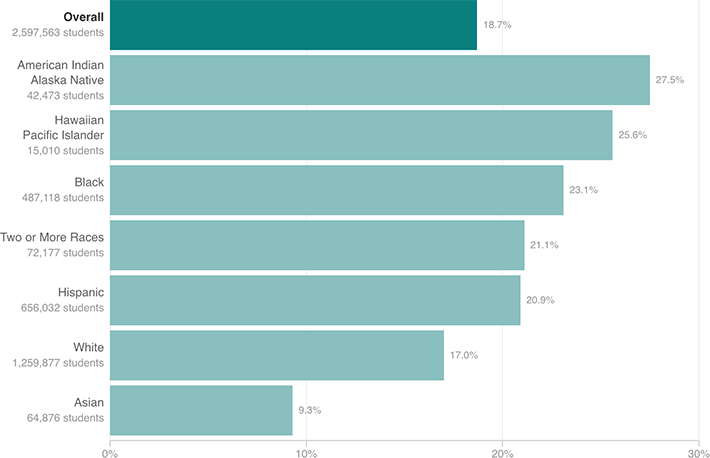 Overall
2,597,563 students
18.7%
American Indian
Alaska Native
42,473 students
27.5%
Hawaiian
Pacific Islander
15,010 students
25.6%
Black
487,118 students
23.1%
Two or More Races
72,177 students
21.1%
Hispanic
656,032 students
20.9%
White
1,259,877 students
17.0%
Asian
64,876 students
9.3%
0% 10% 20% 30%